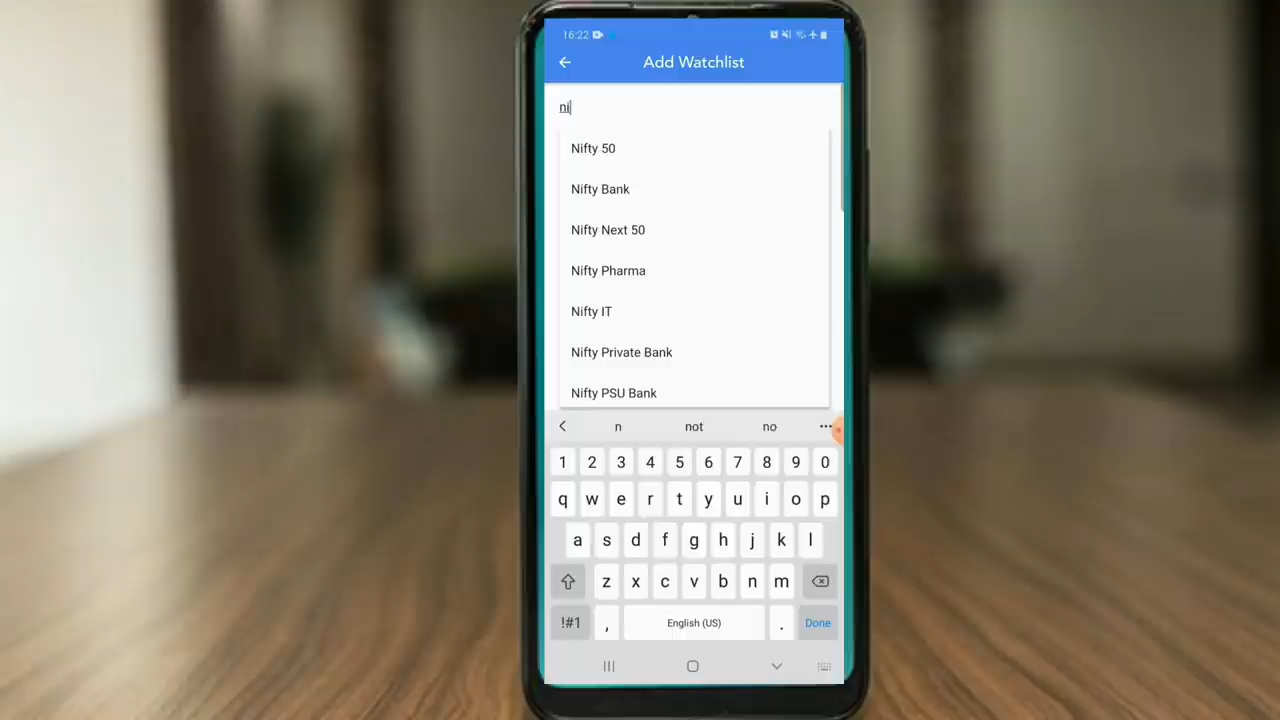 16:22
Add Watchlist
ni
Nifty 50
Nifty Bank
Nifty Next 50
Nifty Pharma
Nifty IT
Nifty Private Bank
Nifty PSU Bank
n not no
1 2 3 4 5 6 7 8 9 0
q w e r t y u i o p
a s d f g h j k l
z x c v b n m
!#1 , English (US) . Done